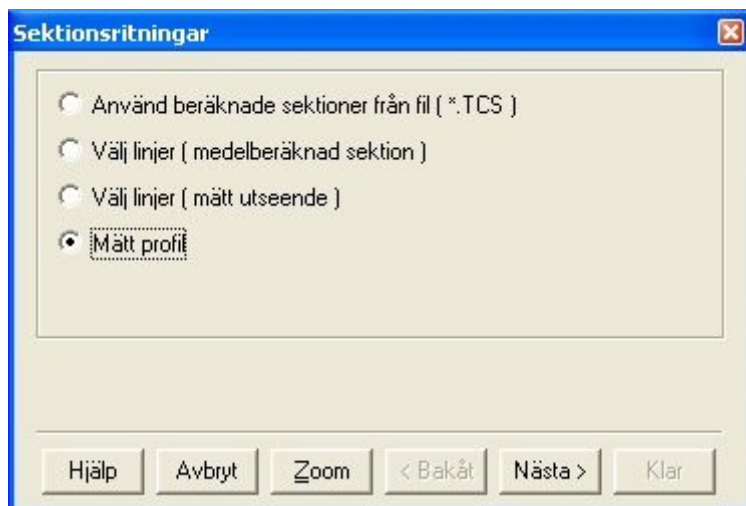 Sektionsritningar
Använd beräknade sektioner från fil ( *.TCS )
Välj linjer ( medelberäknad sektion )
Välj linjer ( mätt utseende )
Mätt profil
Hjälp Avbryt Zoom < Bakåt Nästa > Klar